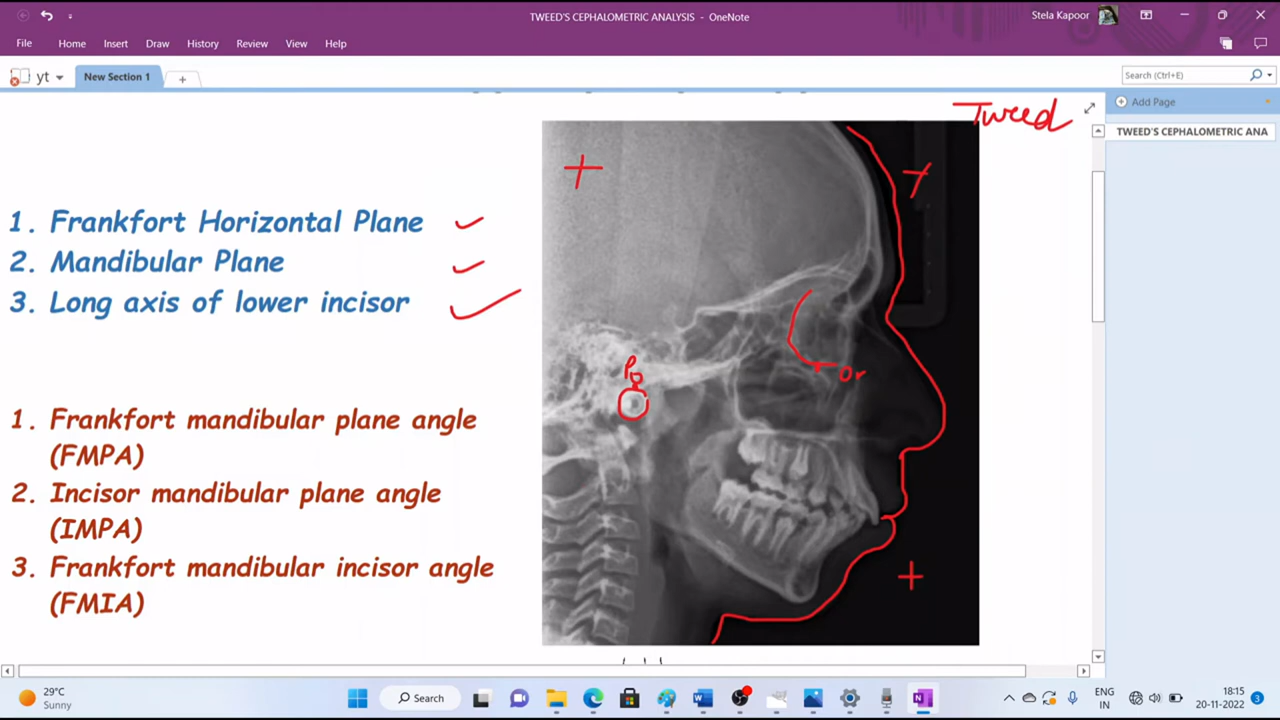 TWEED'S CEPHALOMETRIC ANALYSIS - OneNote
Stela Kapoor
File Home Insert Draw History Review View Help
yt
New Section 1
Search (Ctrl+E)
Add Page
TWEED'S CEPHALOMETRIC ANA
Tweed
1. Frankfort Horizontal Plane
2. Mandibular Plane
3. Long axis of lower incisor
Po
Or
1. Frankfort mandibular plane angle
(FMPA)
2. Incisor mandibular plane angle
(IMPA)
3. Frankfort mandibular incisor angle
(FMIA)
29°C
Sunny
Search
ENG
IN
18:15
20-11-2022
3